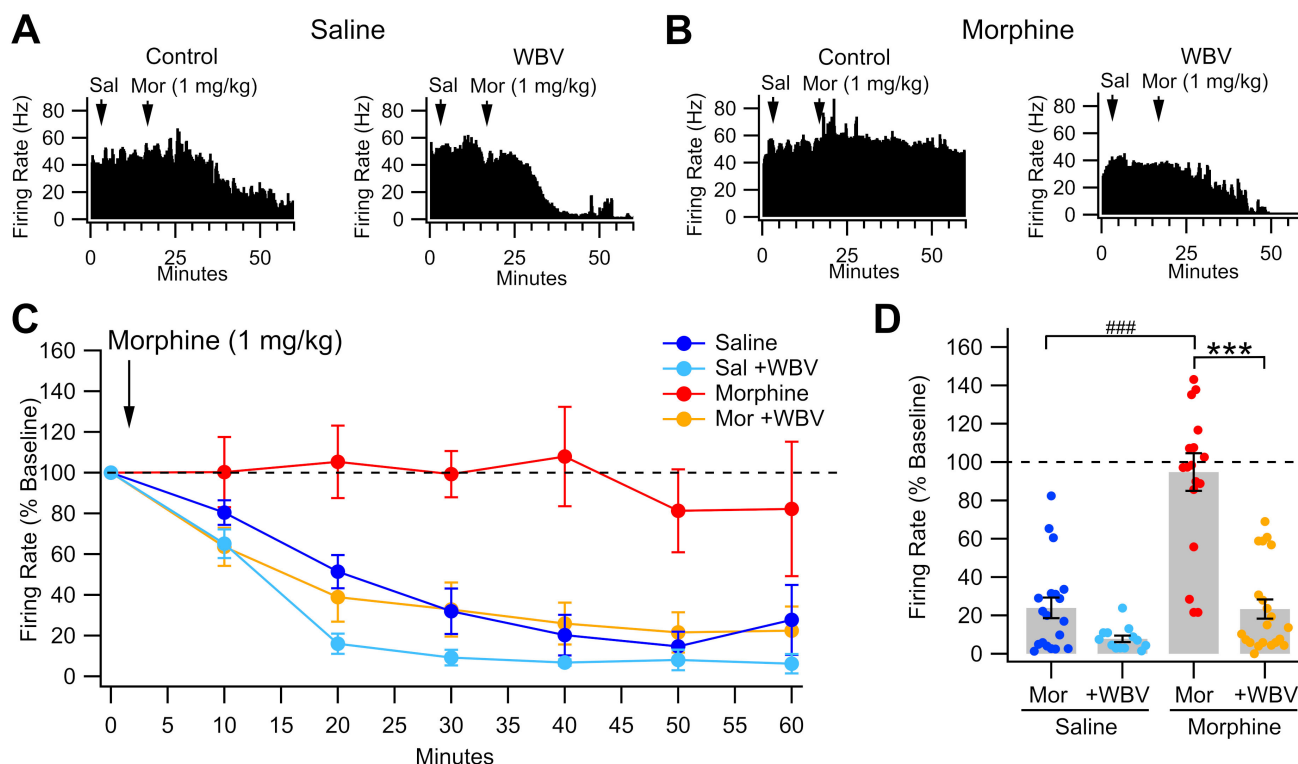 A
Saline
Control
WBV
Sal
Mor (1 mg/kg)
Sal
Mor (1 mg/kg)
Firing Rate (Hz)
80
60
40
20
0
0
25
50
Minutes
Firing Rate (Hz)
80
60
40
20
0
0
25
50
Minutes
B
Morphine
Control
WBV
Sal
Mor (1 mg/kg)
Sal
Mor (1 mg/kg)
Firing Rate (Hz)
80
60
40
20
0
0
25
50
Minutes
Firing Rate (Hz)
80
60
40
20
0
0
25
50
Minutes
C
Morphine (1 mg/kg)
Saline
Sal +WBV
Morphine
Mor +WBV
Firing Rate (% Baseline)
160
140
120
100
80
60
40
20
0
0
5
10
15
20
25
30
35
40
45
50
55
60
Minutes
D
###
***
Firing Rate (% Baseline)
160
140
120
100
80
60
40
20
0
Mor
+WBV
Mor
+WBV
Saline
Morphine